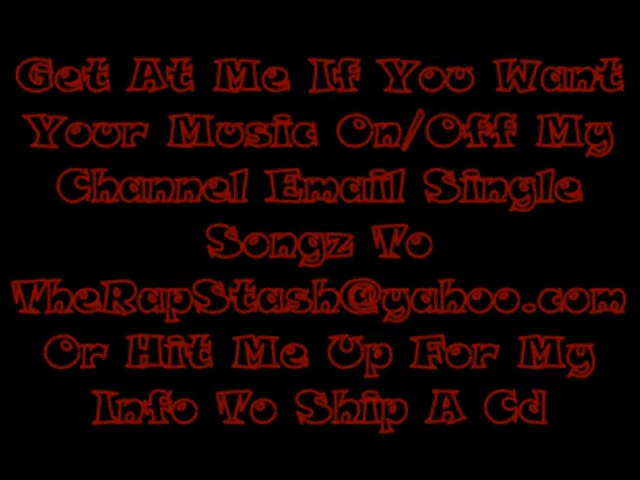 Get At Me If You Want
Your Music On/Off My
Channel Email Single
Songz To
TheRapStash@yahoo.com
Or Hit Me Up For My
Info To Ship A Cd